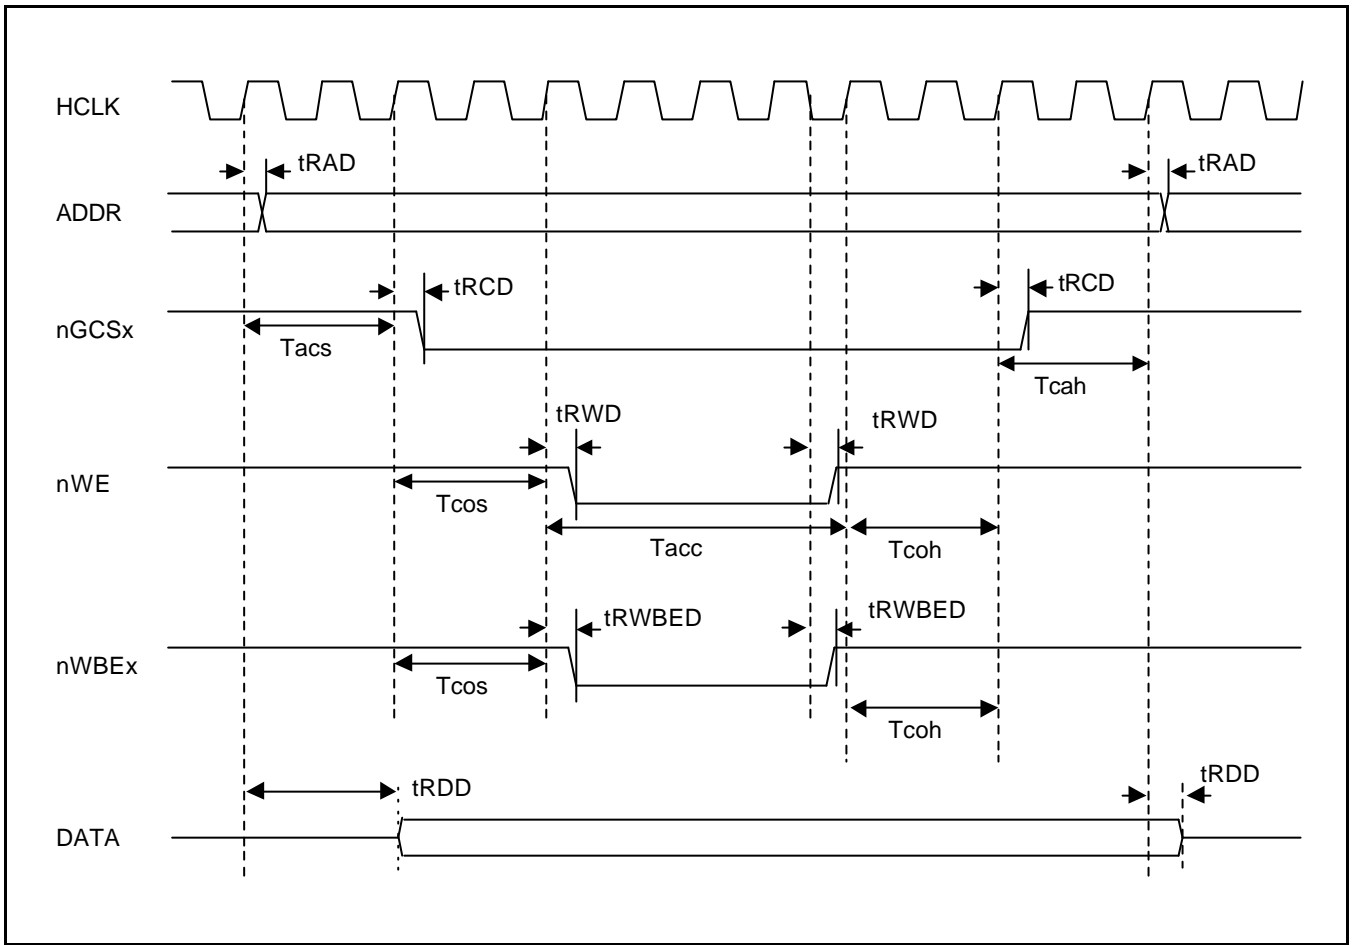 HCLK
tRAD
tRAD
ADDR
tRCD
tRCD
nGCSx
Tacs
Tcah
tRWD
tRWD
nWE
Tcos
Tacc
Tcoh
tRWBED
tRWBED
nWBEx
Tcos
Tcoh
tRDD
tRDD
DATA